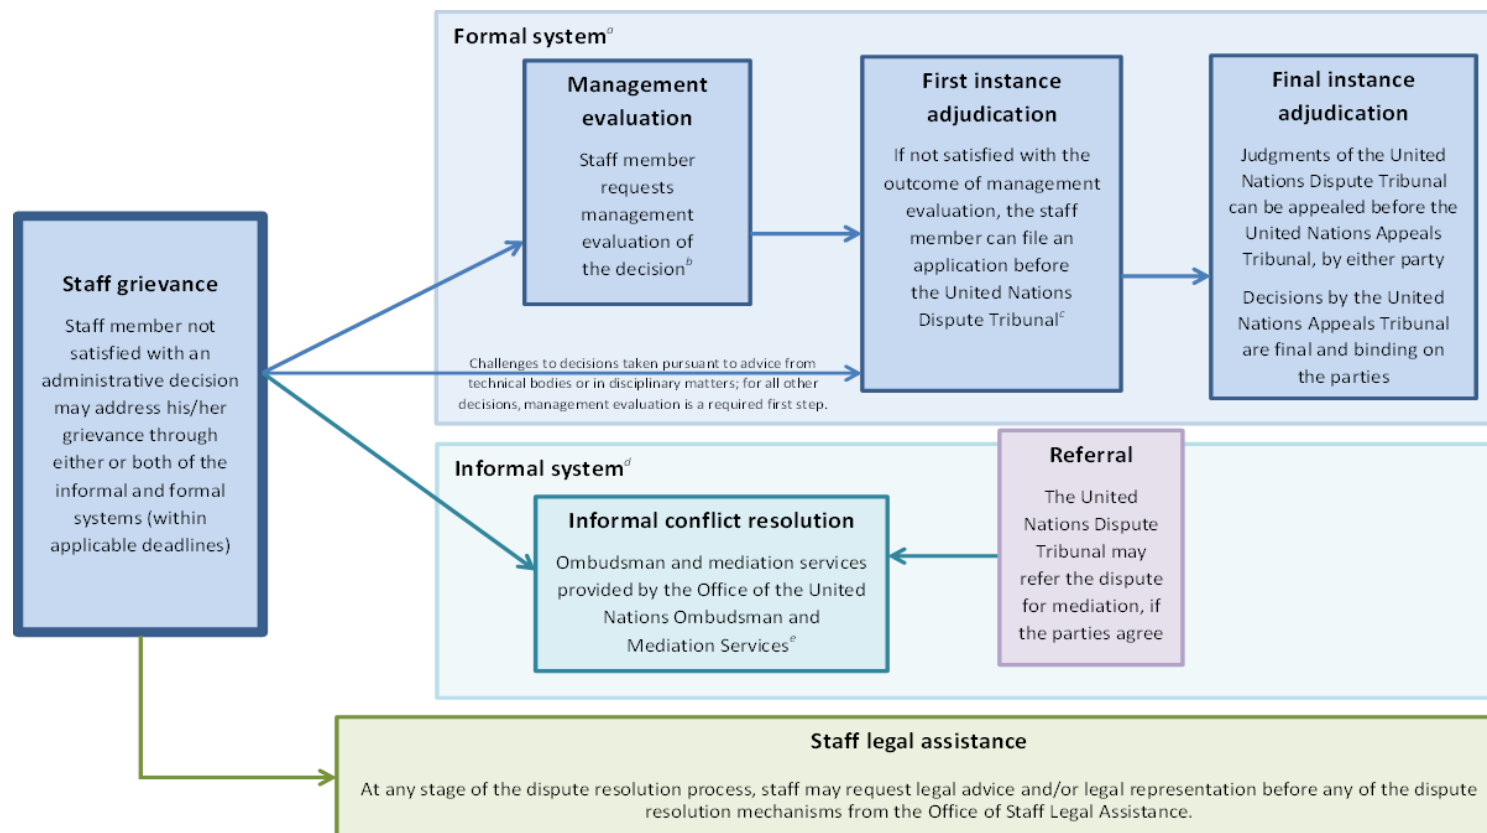 Formal systemᵃ
Management
evaluation
Staff member
requests
management
evaluation of
the decisionᵇ
First instance
adjudication
If not satisfied with the
outcome of management
evaluation, the staff
member can file an
application before
the United Nations
Dispute Tribunalᶜ
Final instance
adjudication
Judgments of the United
Nations Dispute Tribunal
can be appealed before the
United Nations Appeals
Tribunal, by either party
Decisions by the United
Nations Appeals Tribunal
are final and binding on
the parties
Staff grievance
Staff member not
satisfied with an
administrative decision
may address his/her
grievance through
either or both of the
informal and formal
systems (within
applicable deadlines)
Challenges to decisions taken pursuant to advice from
technical bodies or in disciplinary matters; for all other
decisions, management evaluation is a required first step.
Informal systemᵈ
Informal conflict resolution
Ombudsman and mediation services
provided by the Office of the United
Nations Ombudsman and
Mediation Servicesᵉ
Referral
The United
Nations Dispute
Tribunal may
refer the dispute
for mediation, if
the parties agree
Staff legal assistance
At any stage of the dispute resolution process, staff may request legal advice and/or legal representation before any of the dispute
resolution mechanisms from the Office of Staff Legal Assistance.